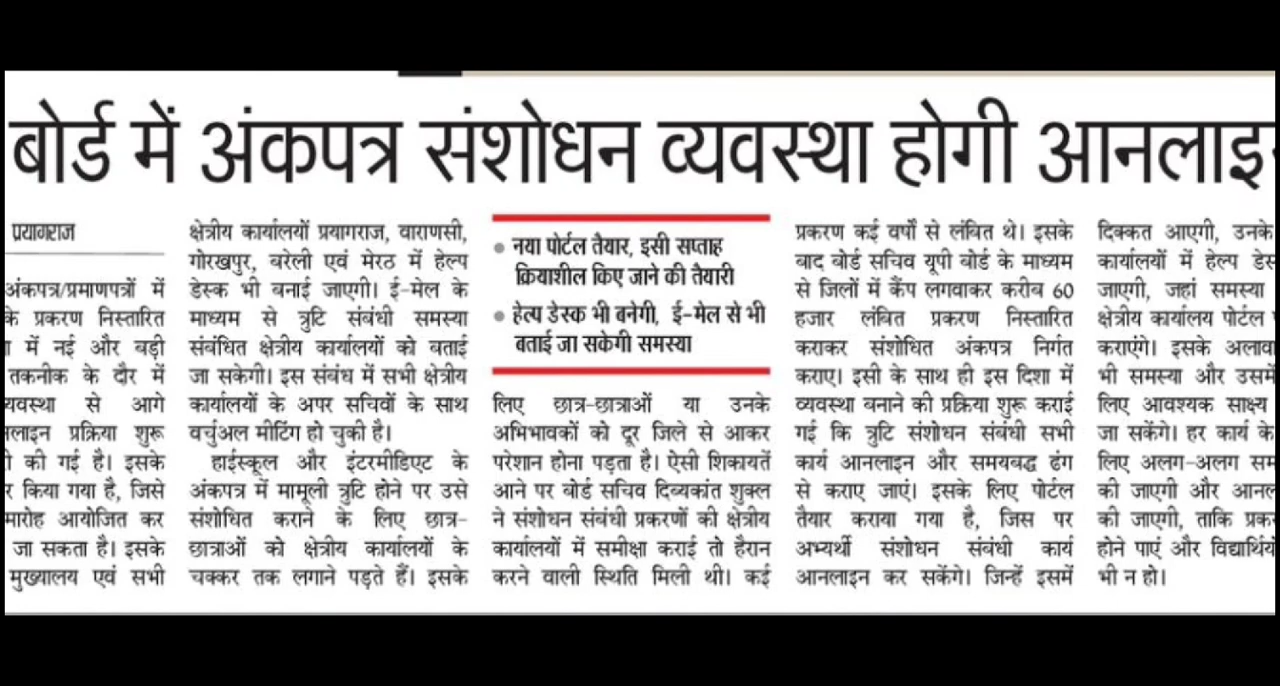 बोर्ड में अंकपत्र संशोधन व्यवस्था होगी
प्रयागराज
अंकपत्र/प्रमाणपत्रों में
के प्रकरण निस्तारित
में नई और बड़ी
तकनीक के दौर में
से आगे
प्रक्रिया शुरू
की गई है। इसके
किया गया है, जिसे
आयोजित कर
जा सकता है। इसके
मुख्यालय एवं सभी
क्षेत्रीय कार्यालयों प्रयागराज, वाराणसी,
गोरखपुर, बरेली एवं मेरठ में हेल्प
डेस्क भी बनाई जाएगी। ई-मेल के
माध्यम से त्रुटि संबंधी समस्या
संबंधित क्षेत्रीय कार्यालयों को बताई
जा सकेगी। इस संबंध में सभी क्षेत्रीय
कार्यालयों के अपर सचिवों के साथ
वर्चुअल मीटिंग हो चुकी है।
हाईस्कूल और इंटरमीडिएट के
अंकपत्र में मामूली त्रुटि होने पर उसे
संशोधित कराने के लिए छात्र-
छात्राओं को क्षेत्रीय कार्यालयों के
चक्कर तक लगाने पड़ते हैं। इसके
• नया पोर्टल तैयार, इसी सप्ताह
क्रियाशील किए जाने की तैयारी
• हेल्प डेस्क भी बनेगी, ई-मेल से भी
बताई जा सकेगी समस्या
लिए छात्र-छात्राओं या उनके
अभिभावकों को दूर जिले से आकर
परेशान होना पड़ता है। ऐसी शिकायतें
आने पर बोर्ड सचिव दिब्यकांत शुक्ल
ने संशोधन संबंधी प्रकरणों की क्षेत्रीय
कार्यालयों में समीक्षा कराई तो हैरान
करने वाली स्थिति मिली थी। कई
प्रकरण कई वर्षों से लंबित थे। इसके
बाद बोर्ड सचिव यूपी बोर्ड के माध्यम
से जिलों में कैंप लगवाकर करीब 60
हजार लंबित प्रकरण निस्तारित
कराकर संशोधित अंकपत्र निर्गत
कराए। इसी के साथ ही इस दिशा में
व्यवस्था बनाने की प्रक्रिया शुरू कराई
गई कि त्रुटि संशोधन संबंधी सभी
कार्य आनलाइन और समयबद्ध ढंग
से कराए जाएं। इसके लिए पोर्टल
तैयार कराया गया है, जिस पर
अभ्यर्थी संशोधन संबंधी कार्य
आनलाइन कर सकेंगे। जिन्हें इसमें
दिक्कत आएगी, उनके
कार्यालयों में हेल्प
जाएगी, जहां समस्या
क्षेत्रीय कार्यालय पोर्टल
कराएंगे। इसके
भी समस्या और
लिए आवश्यक साक्ष्य
जा सकेंगे। हर कार्य के
लिए अलग-अलग
की जाएगी और
की जाएगी, ताकि
होने पाएं और
भी न हो।